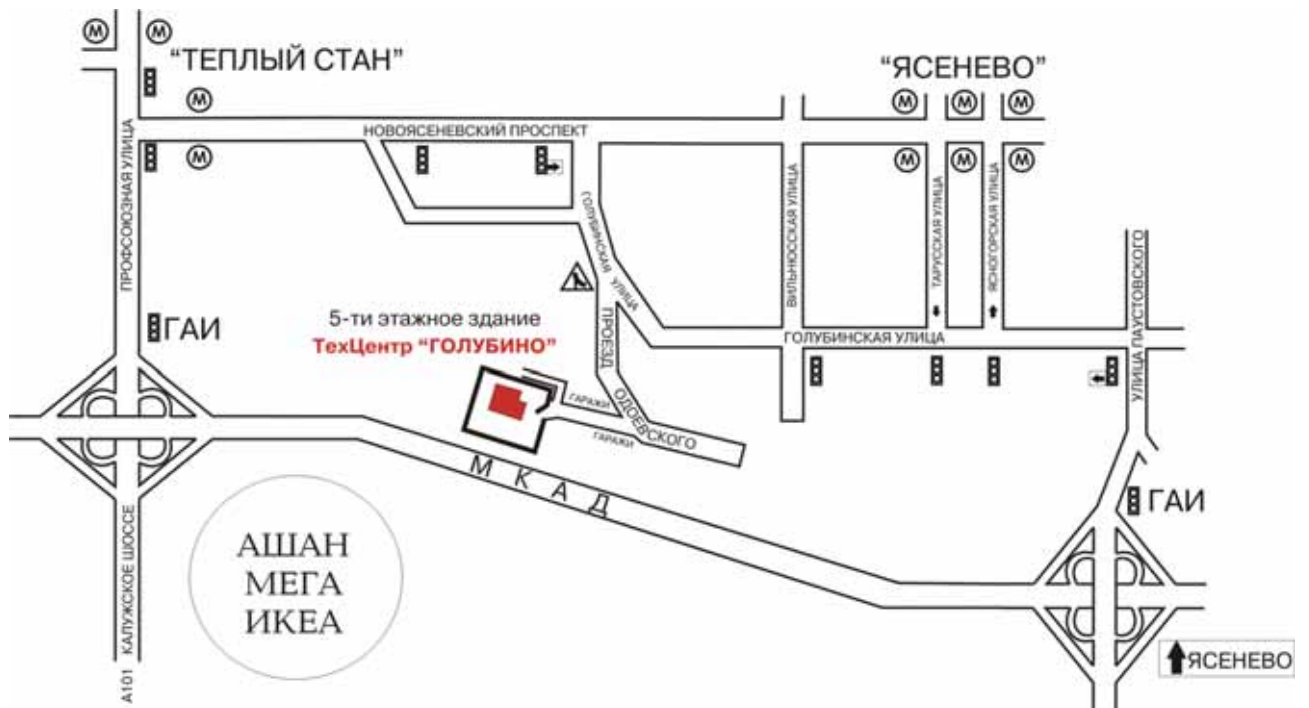 М
М
"ТЕПЛЫЙ СТАН"
"ЯСЕНЕВО"
М
М
М
М
НОВОЯСЕНЕВСКИЙ ПРОСПЕКТ
М
М
М
М
ПРОФСОЮЗНАЯ УЛИЦА
ГОЛУБИНСКАЯ УЛИЦА
ВИЛЬНЮССКАЯ УЛИЦА
ТАРУССКАЯ УЛИЦА
ЯСНОГОРСКАЯ УЛИЦА
УЛИЦА ПАУСТОВСКОГО
ГАИ
5-ти этажное здание
ТехЦентр "ГОЛУБИНО"
ПРОЕЗД ОДОЕВСКОГО
ГОЛУБИНСКАЯ УЛИЦА
ГАРАЖИ
ГАРАЖИ
МКАД
ГАИ
АШАН
МЕГА
ИКЕА
А101 КАЛУЖСКОЕ ШОССЕ
ЯСЕНЕВО